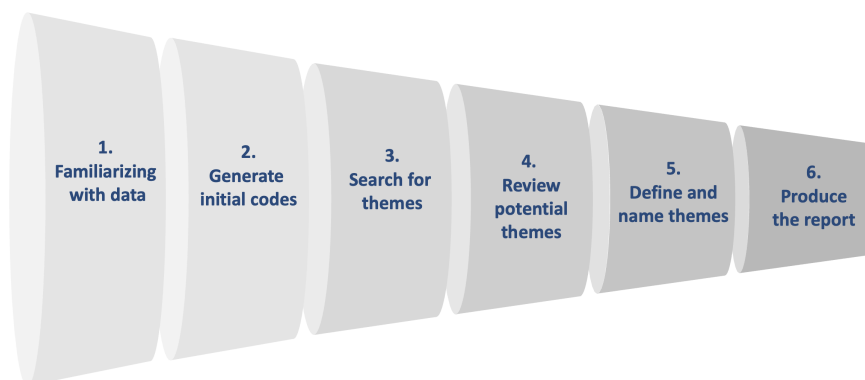 1.
Familiarizing
with data
2.
Generate
initial codes
3.
Search for
themes
4.
Review
potential
themes
5.
Define and
name themes
6.
Produce
the report